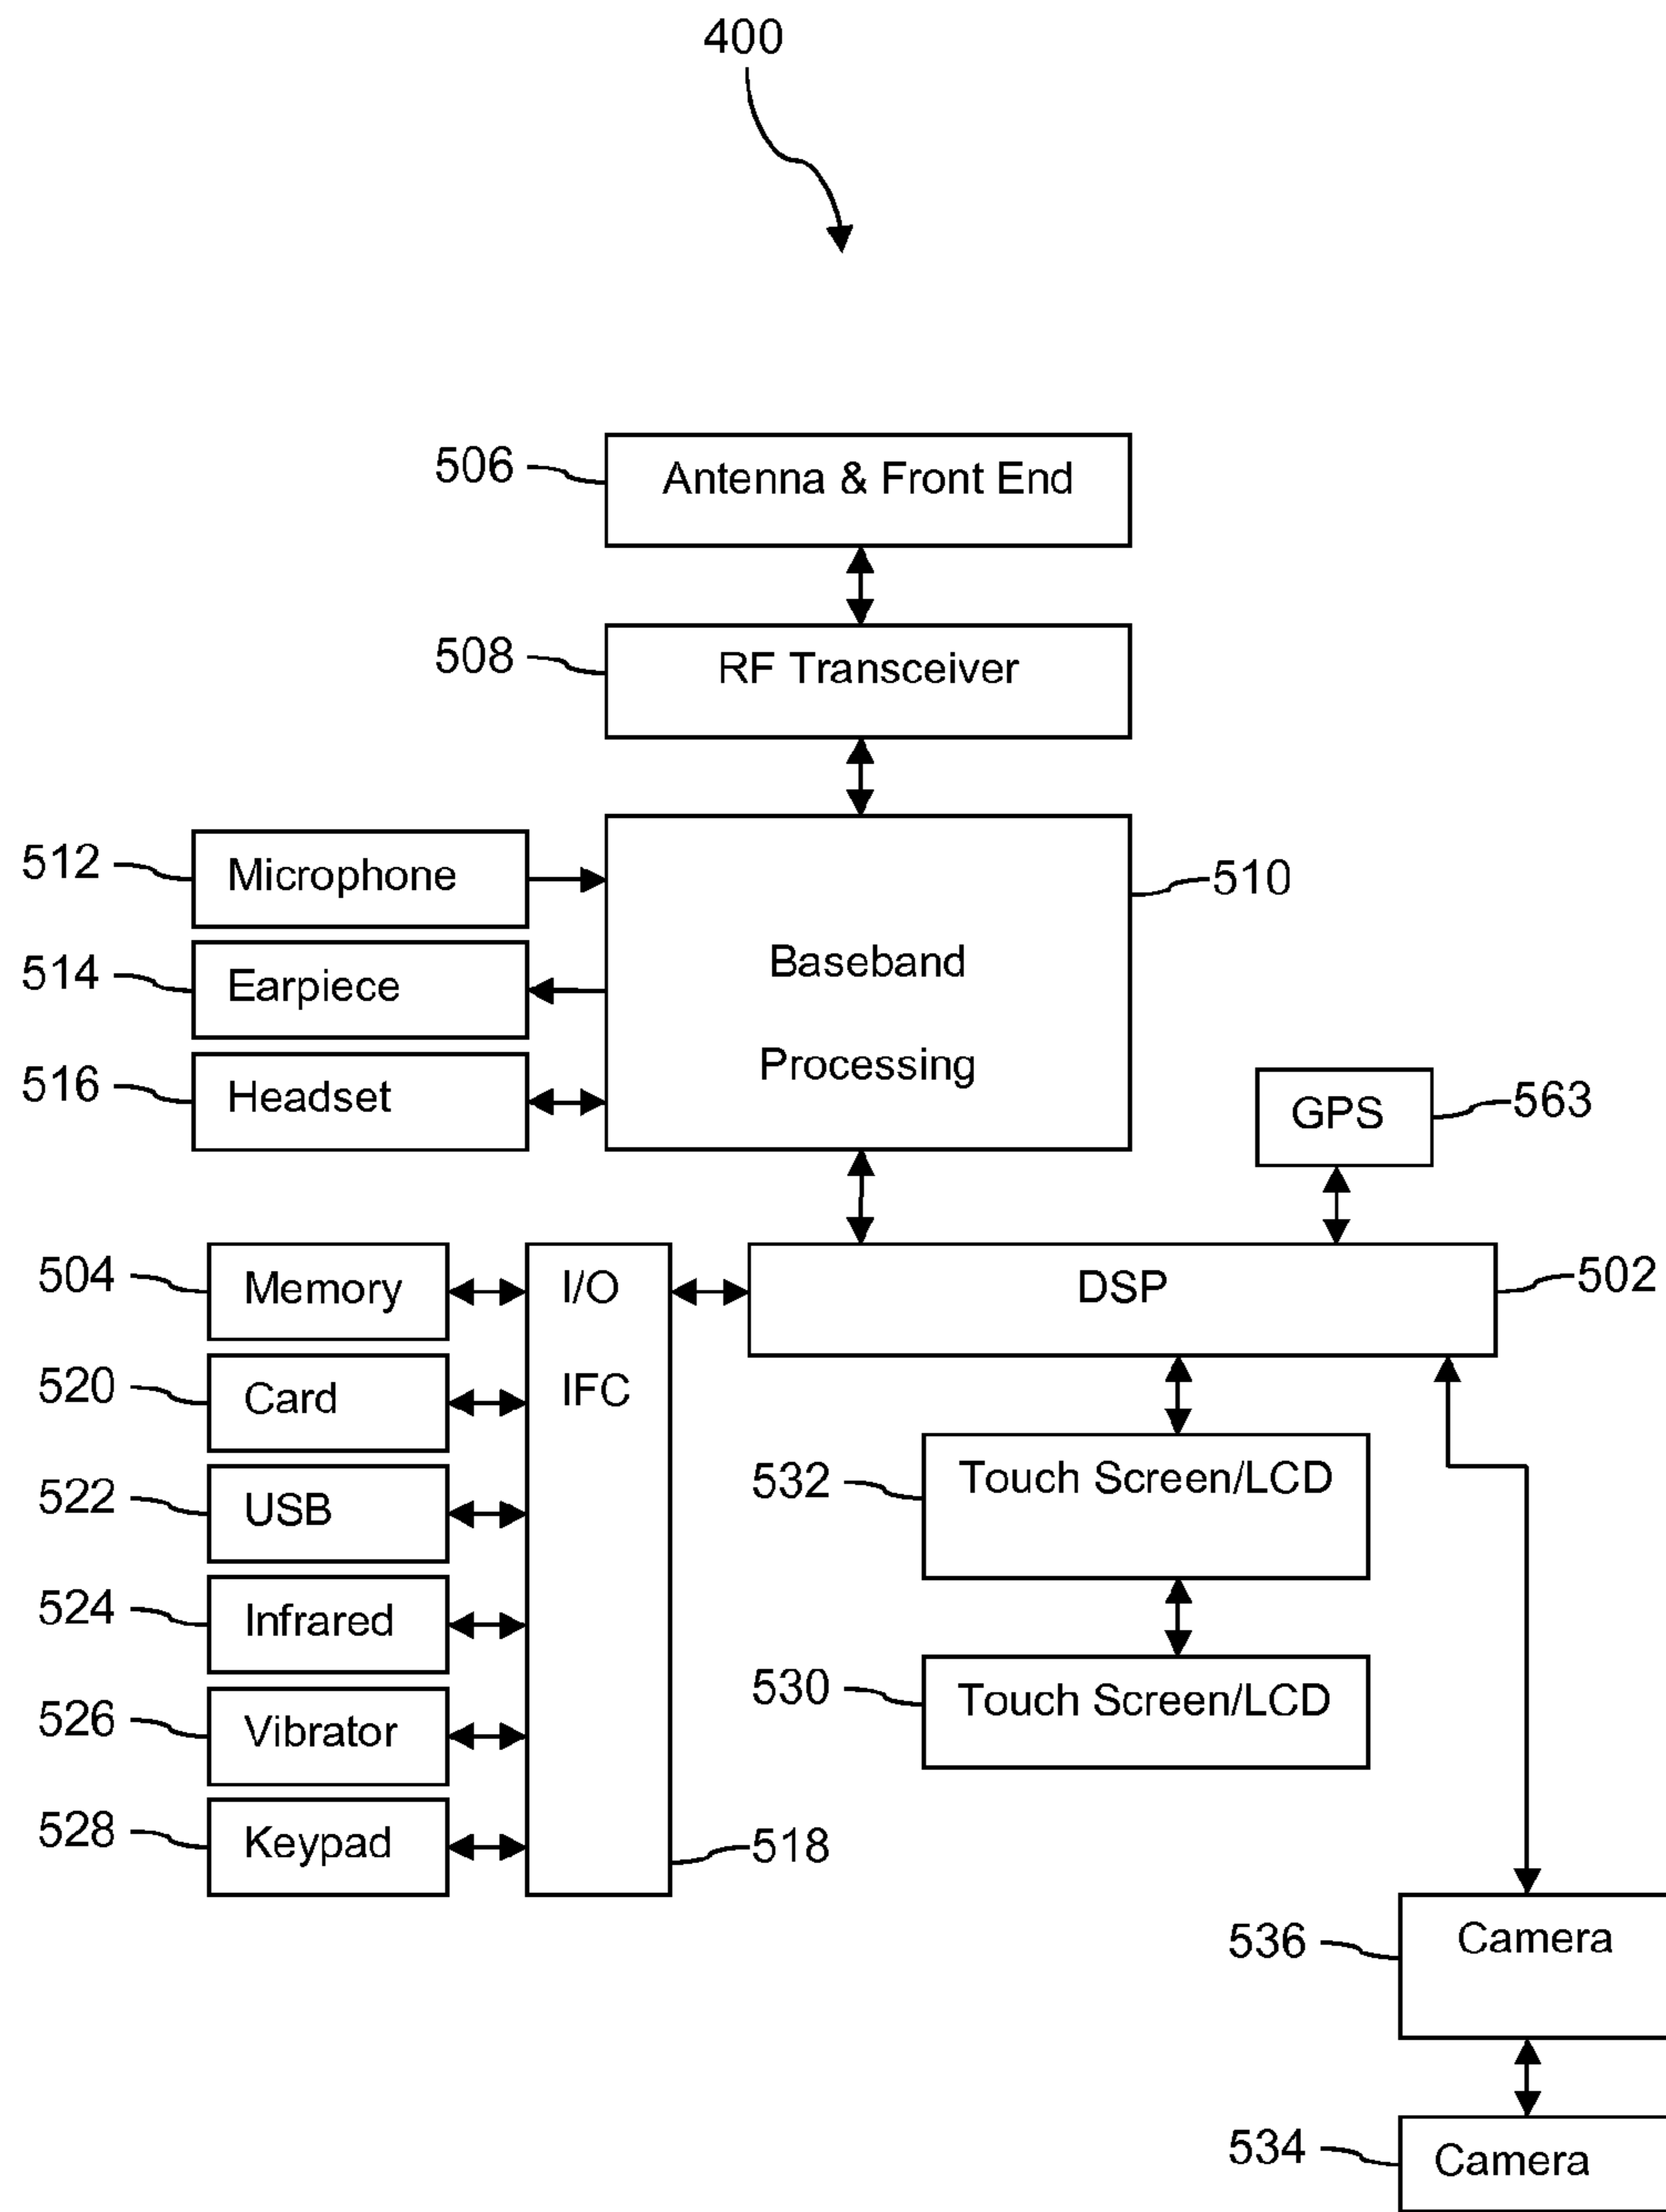 400
506
Antenna & Front End
508
RF Transceiver
512
Microphone
510
514
Earpiece
Baseband
Processing
516
Headset
GPS
563
504
Memory
I/O
DSP
502
520
Card
IFC
522
USB
532
Touch Screen/LCD
524
Infrared
530
Touch Screen/LCD
526
Vibrator
528
Keypad
518
536
Camera
534
Camera